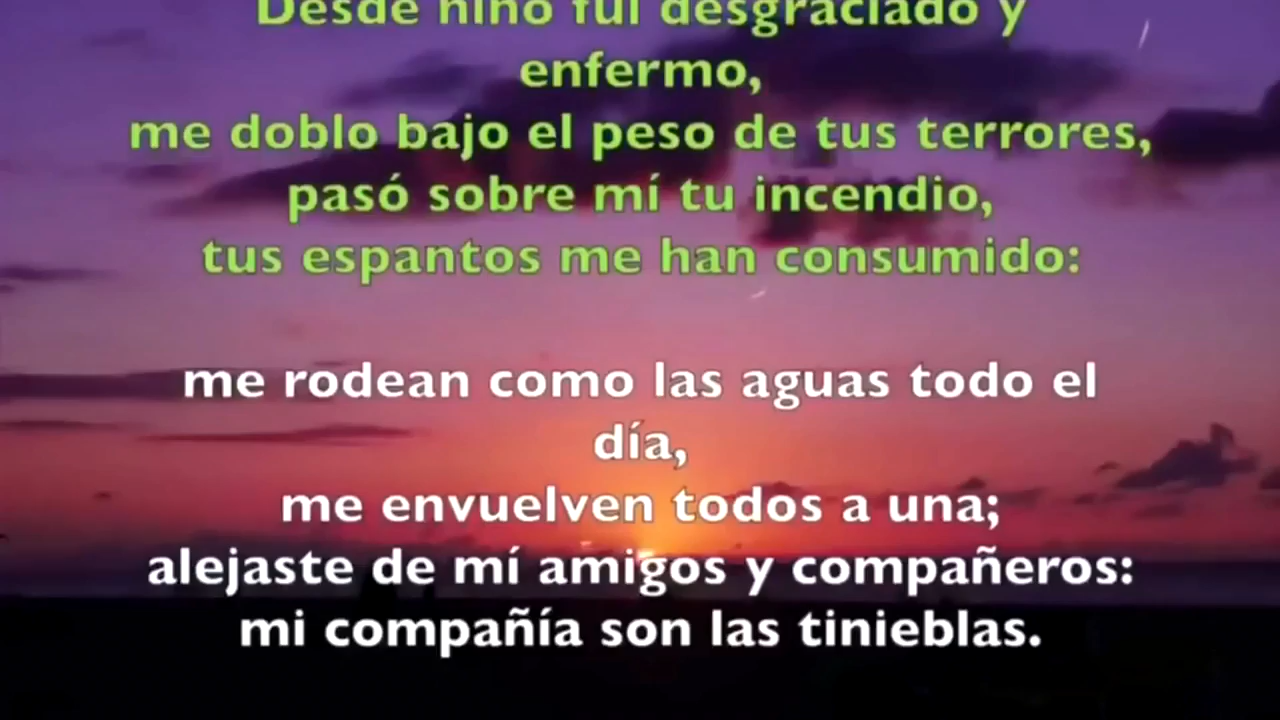 Desde niño fui desgraciado y
enfermo,
me doblo bajo el peso de tus terrores,
pasó sobre mí tu incendio,
tus espantos me han consumido:
me rodean como las aguas todo el
día,
me envuelven todos a una;
alejaste de mí amigos y compañeros:
mi compañía son las tinieblas.